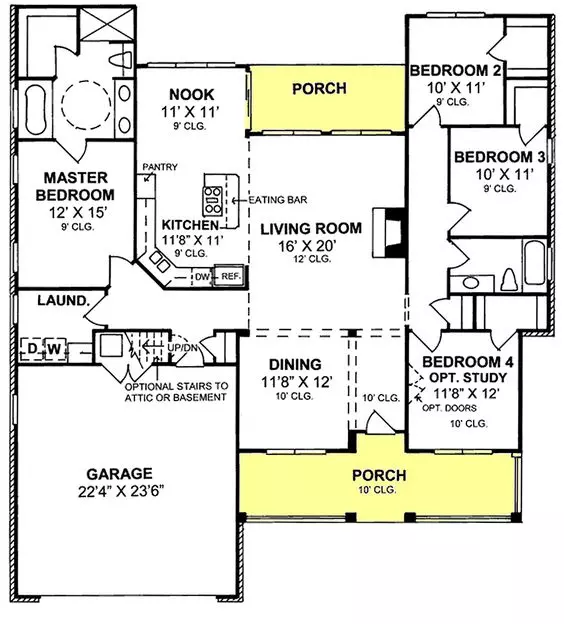 BEDROOM 2
10' X 11'
9' CLG.
NOOK
11' X 11'
9' CLG.
PORCH
BEDROOM 3
10' X 11'
9' CLG.
PANTRY
MASTER
BEDROOM
12' X 15'
9' CLG.
EATING BAR
KITCHEN
11'8" X 11'
9' CLG.
LIVING ROOM
16' X 20'
12' CLG.
DW
REF.
LAUND.
D W
UP/DN
OPTIONAL STAIRS TO
ATTIC OR BASEMENT
DINING
11'8" X 12'
10' CLG.
10' CLG.
BEDROOM 4
OPT. STUDY
11'8" X 12'
OPT. DOORS
10' CLG.
GARAGE
22'4" X 23'6"
PORCH
10' CLG.